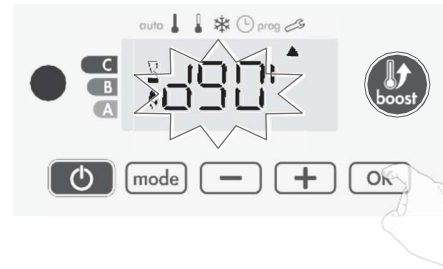 auto prog
C
B
A
d90'
boost
mode − + OK